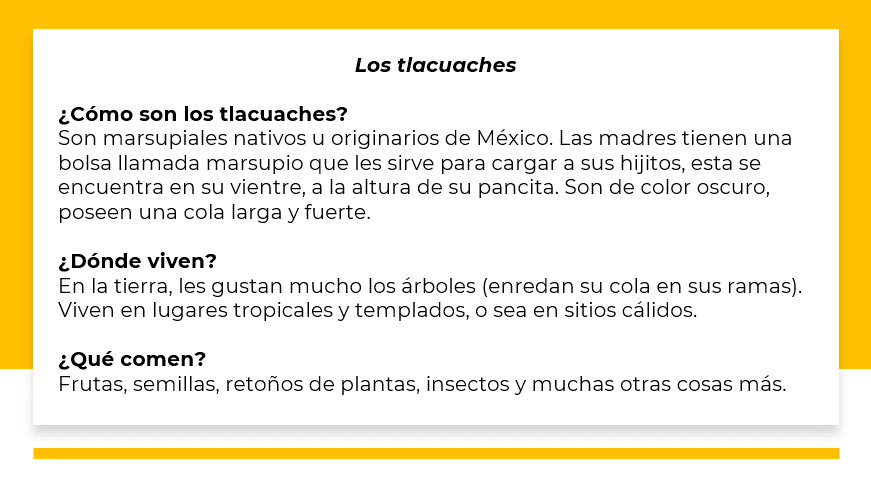 Los tlacuaches
¿Cómo son los tlacuaches?
Son marsupiales nativos u originarios de México. Las madres tienen una
bolsa llamada marsupio que les sirve para cargar a sus hijitos, esta se
encuentra en su vientre, a la altura de su pancita. Son de color oscuro,
poseen una cola larga y fuerte.
¿Dónde viven?
En la tierra, les gustan mucho los árboles (enredan su cola en sus ramas).
Viven en lugares tropicales y templados, o sea en sitios cálidos.
¿Qué comen?
Frutas, semillas, retoños de plantas, insectos y muchas otras cosas más.